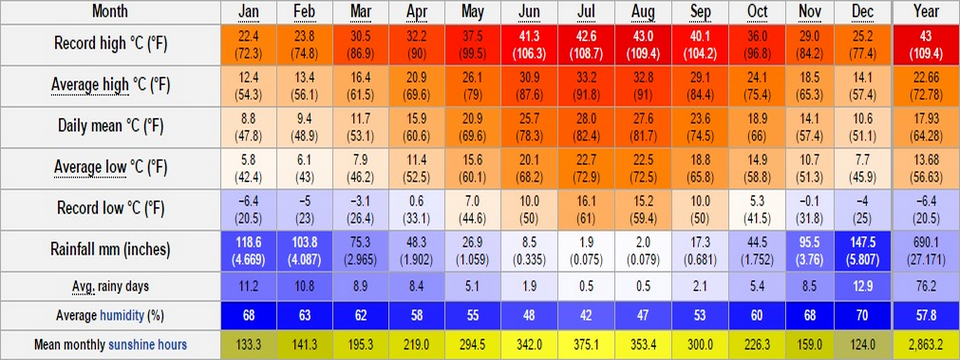 Month Jan Feb Mar Apr May Jun Jul Aug Sep Oct Nov Dec Year
Record high °C (°F) 22.4 23.8 30.5 32.2 37.5 41.3 42.6 43.0 40.1 36.0 29.0 25.2 43
(72.3) (74.8) (86.9) (90) (99.5) (106.3) (108.7) (109.4) (104.2) (96.8) (84.2) (77.4) (109.4)
Average high °C (°F) 12.4 13.4 16.4 20.9 26.1 30.9 33.2 32.8 29.1 24.1 18.5 14.1 22.66
(54.3) (56.1) (61.5) (69.6) (79) (87.6) (91.8) (91) (84.4) (75.4) (65.3) (57.4) (72.78)
Daily mean °C (°F) 8.8 9.4 11.7 15.9 20.9 25.7 28.0 27.6 23.6 18.9 14.1 10.6 17.93
(47.8) (48.9) (53.1) (60.6) (69.6) (78.3) (82.4) (81.7) (74.5) (66) (57.4) (51.1) (64.28)
Average low °C (°F) 5.8 6.1 7.9 11.4 15.6 20.1 22.7 22.5 18.8 14.9 10.7 7.7 13.68
(42.4) (43) (46.2) (52.5) (60.1) (68.2) (72.9) (72.5) (65.8) (58.8) (51.3) (45.9) (56.63)
Record low °C (°F) −6.4 −5 −3.1 0.6 7.0 10.0 16.1 15.2 10.0 5.3 −0.1 −4 −6.4
(20.5) (23) (26.4) (33.1) (44.6) (50) (61) (59.4) (50) (41.5) (31.8) (25) (20.5)
Rainfall mm (inches) 118.6 103.8 75.3 48.3 26.9 8.5 1.9 2.0 17.3 44.5 95.5 147.5 690.1
(4.669) (4.087) (2.965) (1.902) (1.059) (0.335) (0.075) (0.079) (0.681) (1.752) (3.76) (5.807) (27.171)
Avg. rainy days 11.2 10.8 8.9 8.4 5.1 1.9 0.5 0.5 2.1 5.4 8.5 12.9 76.2
Average humidity (%) 68 63 62 58 55 48 42 47 53 60 68 70 57.8
Mean monthly sunshine hours 133.3 141.3 195.3 219.0 294.5 342.0 375.1 353.4 300.0 226.3 159.0 124.0 2,863.2